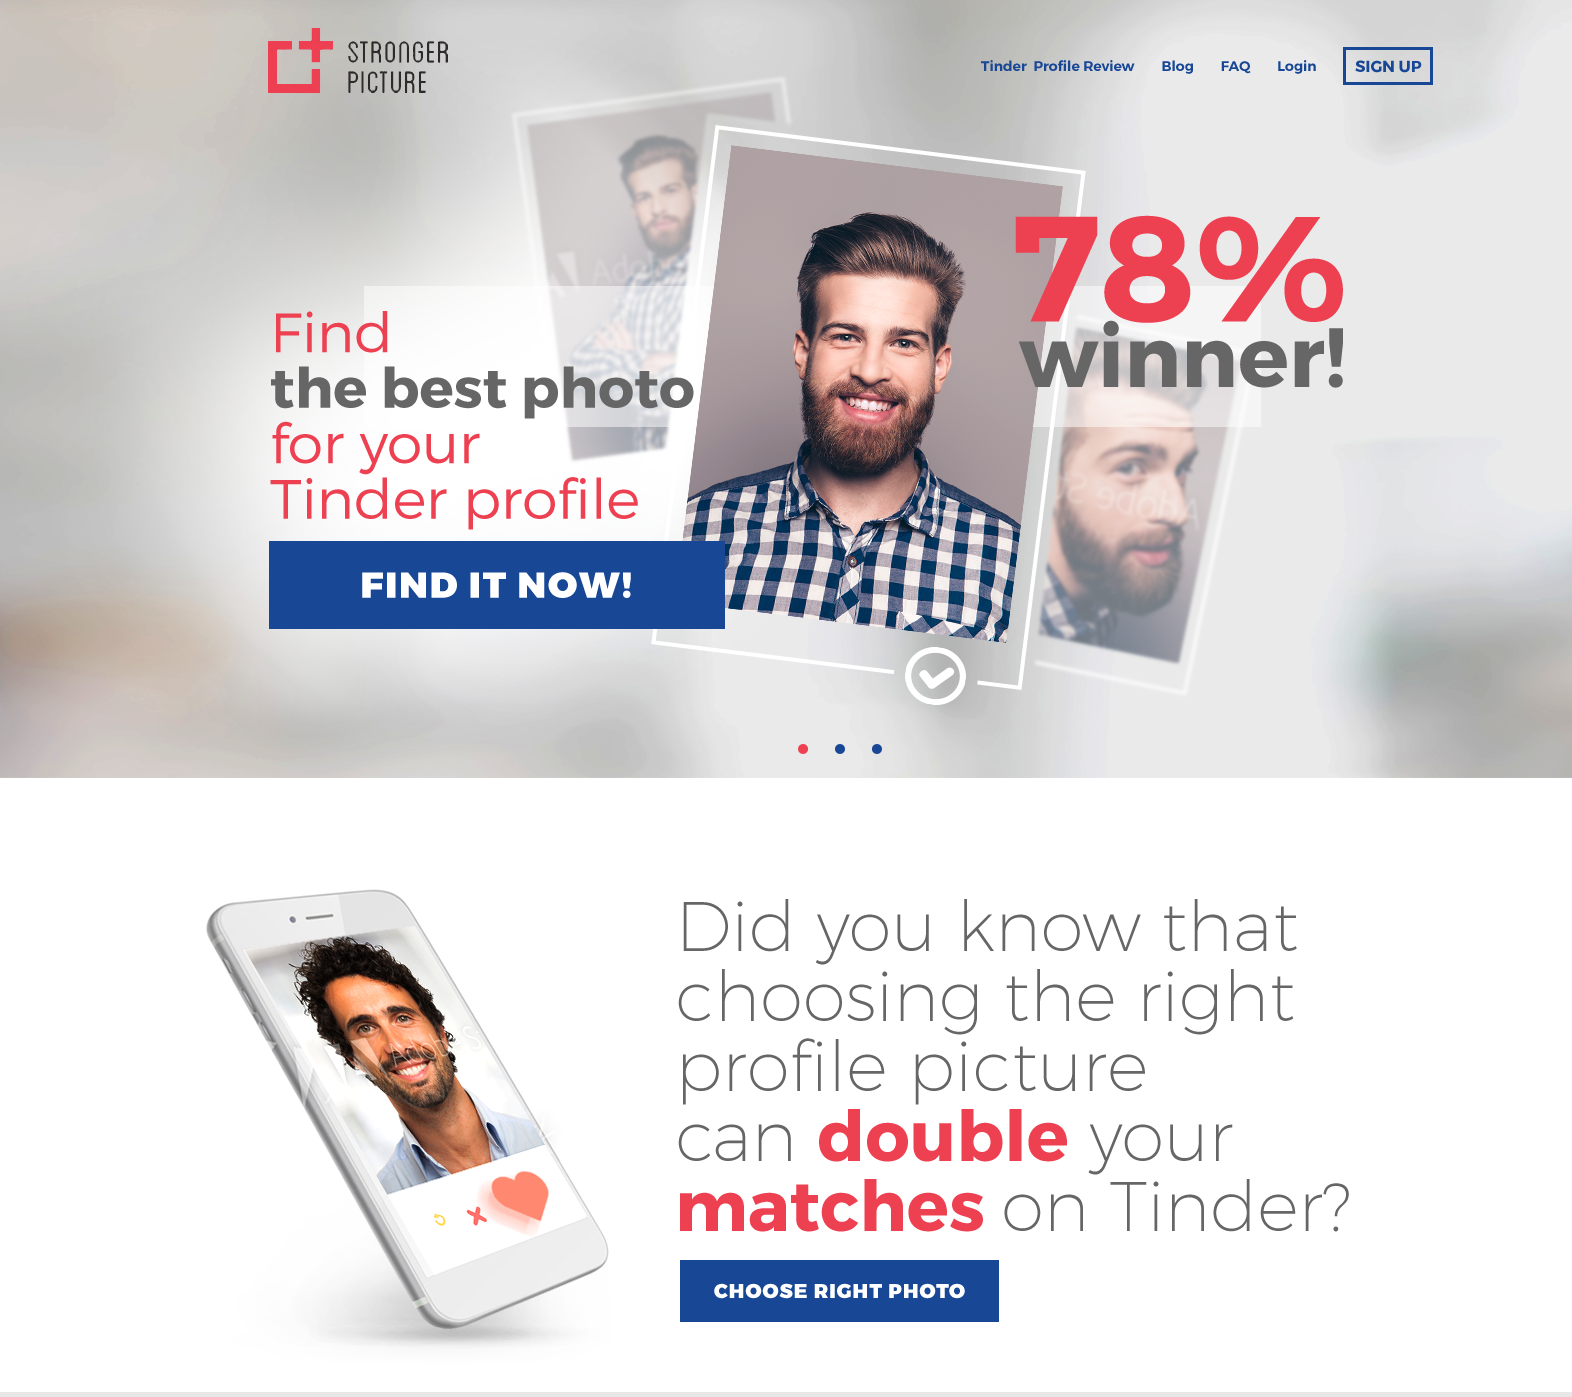 STRONGER
PICTURE
Tinder Profile Review Blog FAQ Login SIGN UP
78%
winner!
Find
the best photo
for your
Tinder profile
FIND IT NOW!
Did you know that
choosing the right
profile picture
can double your
matches on Tinder?
CHOOSE RIGHT PHOTO